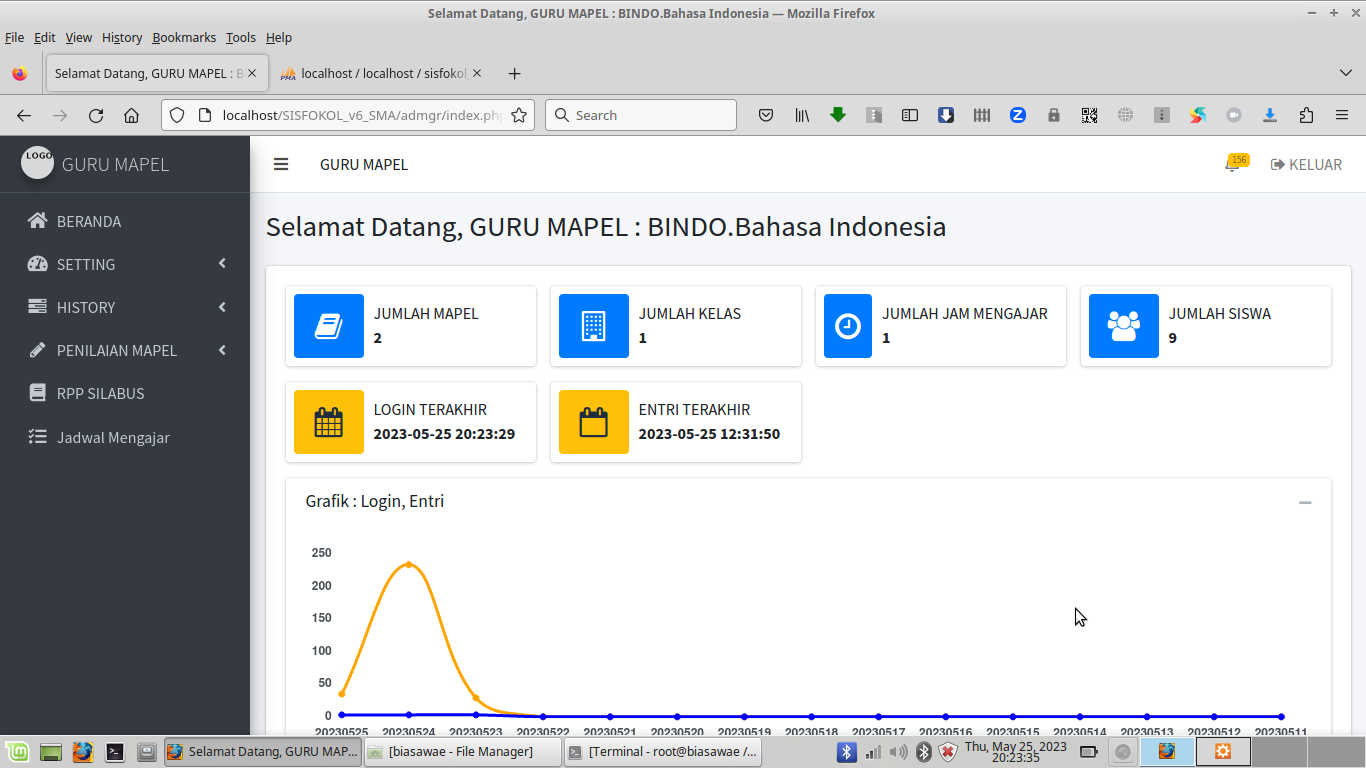 Selamat Datang, GURU MAPEL : BINDO.Bahasa Indonesia — Mozilla Firefox
File Edit View History Bookmarks Tools Help
Selamat Datang, GURU MAPEL : B
localhost / localhost / sisfokol
localhost/SISFOKOL_v6_SMA/admgr/index.php
Search
LOGO
GURU MAPEL
GURU MAPEL
156
KELUAR
BERANDA
SETTING
HISTORY
PENILAIAN MAPEL
RPP SILABUS
Jadwal Mengajar
Selamat Datang, GURU MAPEL : BINDO.Bahasa Indonesia
JUMLAH MAPEL
2
JUMLAH KELAS
1
JUMLAH JAM MENGAJAR
1
JUMLAH SISWA
9
LOGIN TERAKHIR
2023-05-25 20:23:29
ENTRI TERAKHIR
2023-05-25 12:31:50
Grafik : Login, Entri
250
200
150
100
50
0
20230525 20230524 20230523 20230522 20230521 20230520 20230519 20230518 20230517 20230516 20230515 20230514 20230513 20230512 20230511
Selamat Datang, GURU MAP...
[biasawae - File Manager]
[Terminal - root@biasawae /...
Thu, May 25, 2023
20:23:35